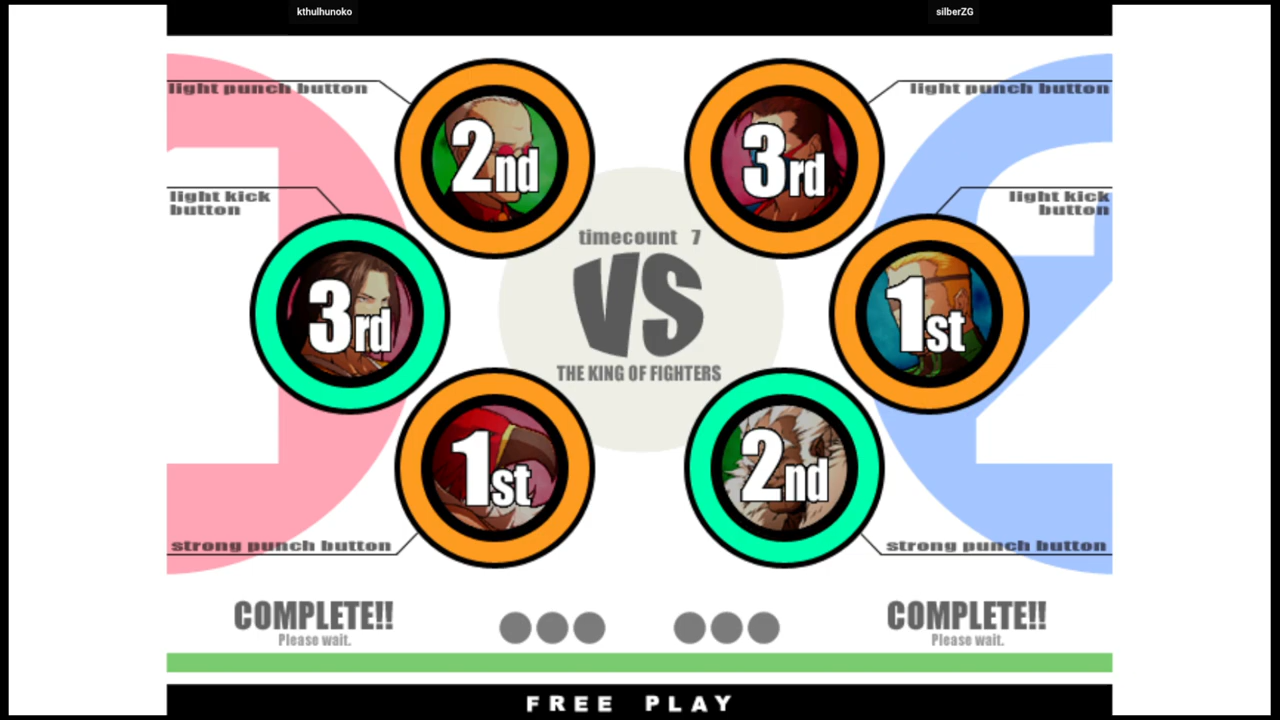 kthulhunoko
silberZG
light punch button
light punch button
2nd
3rd
light kick
button
light kick
button
timecount 7
VS
THE KING OF FIGHTERS
3rd
1st
1st
2nd
strong punch button
strong punch button
COMPLETE!!
Please wait.
COMPLETE!!
Please wait.
FREE PLAY